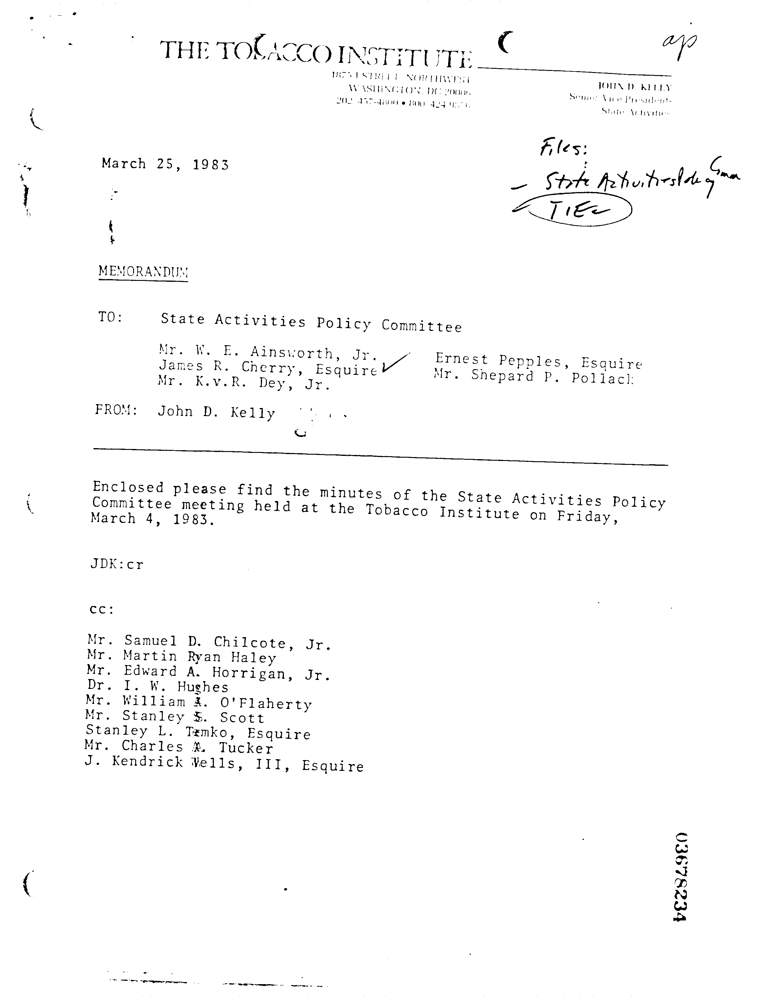 ap
THE TOBACCO INSTITUTE
1875 I STREET, NORTHWEST
WASHINGTON, DC 20006
202 457-4800 • 800 424-9876
JOHN D. KELLY
Senior Vice President
State Activities
Files:
March 25, 1983
- State Activities
TIEC
MEMORANDUM
TO: State Activities Policy Committee
Mr. W. E. Ainsworth, Jr. Ernest Pepples, Esquire
James R. Cherry, Esquire Mr. Shepard P. Pollack
Mr. K.v.R. Dey, Jr.
FROM: John D. Kelly
Enclosed please find the minutes of the State Activities Policy
Committee meeting held at the Tobacco Institute on Friday,
March 4, 1983.
JDK:cr
cc:
Mr. Samuel D. Chilcote, Jr.
Mr. Martin Ryan Haley
Mr. Edward A. Horrigan, Jr.
Dr. I. W. Hughes
Mr. William A. O'Flaherty
Mr. Stanley S. Scott
Stanley L. Temko, Esquire
Mr. Charles A. Tucker
J. Kendrick Wells, III, Esquire
03678234